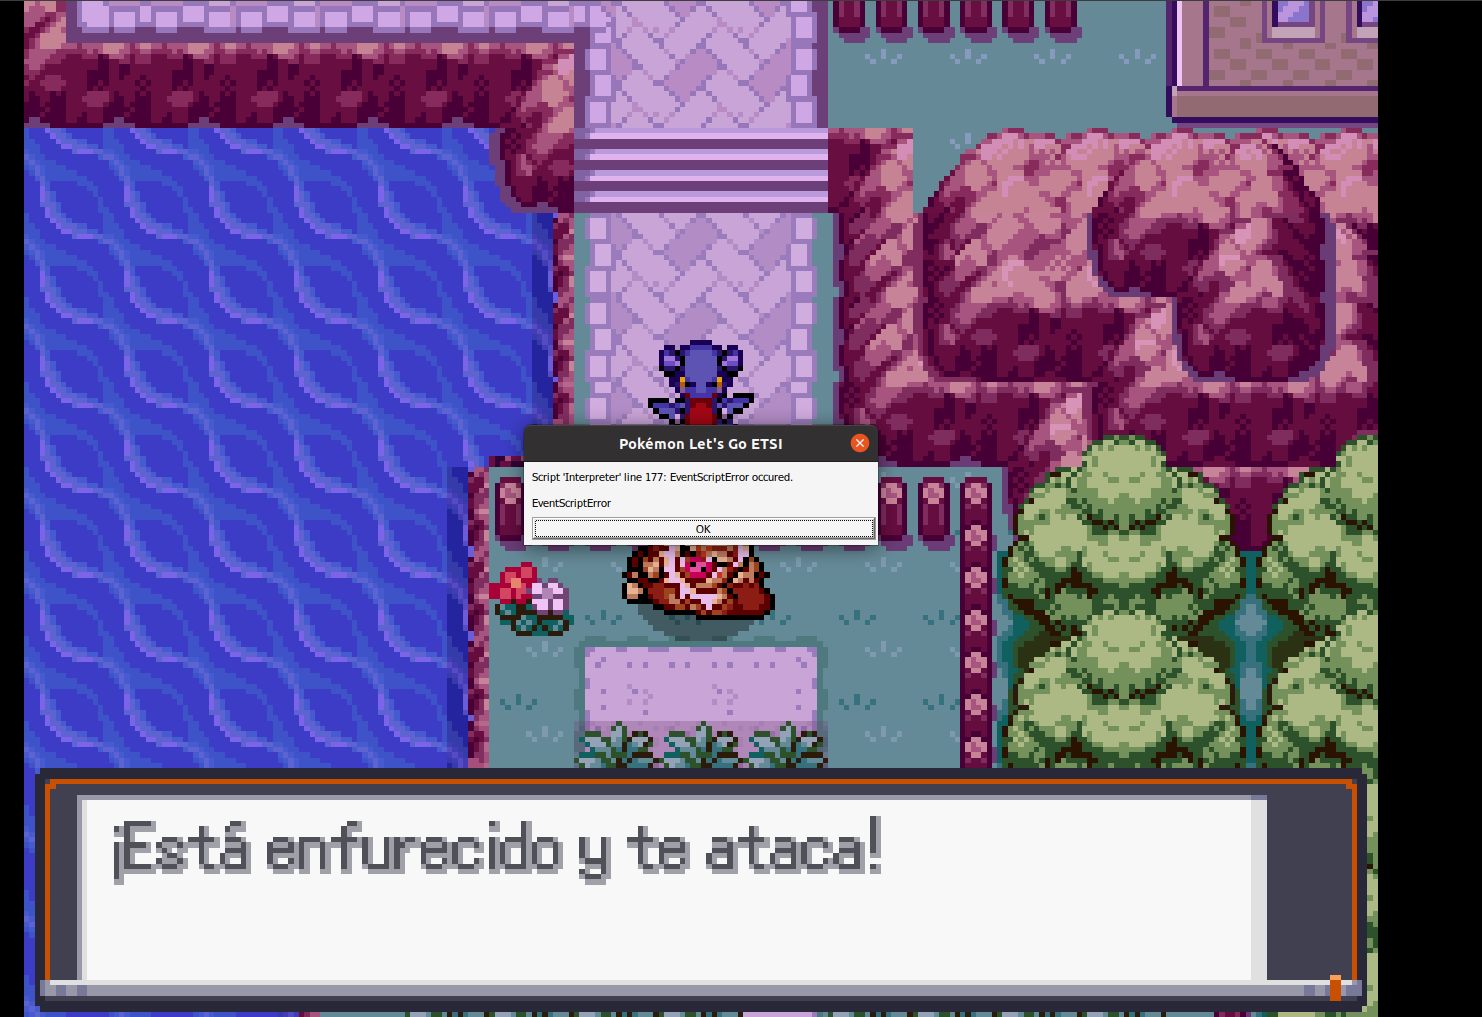 Pokémon Let's Go ETSI
Script 'Interpreter' line 177: EventScriptError occured.
EventScriptError
OK
¡Está enfurecido y te ataca!